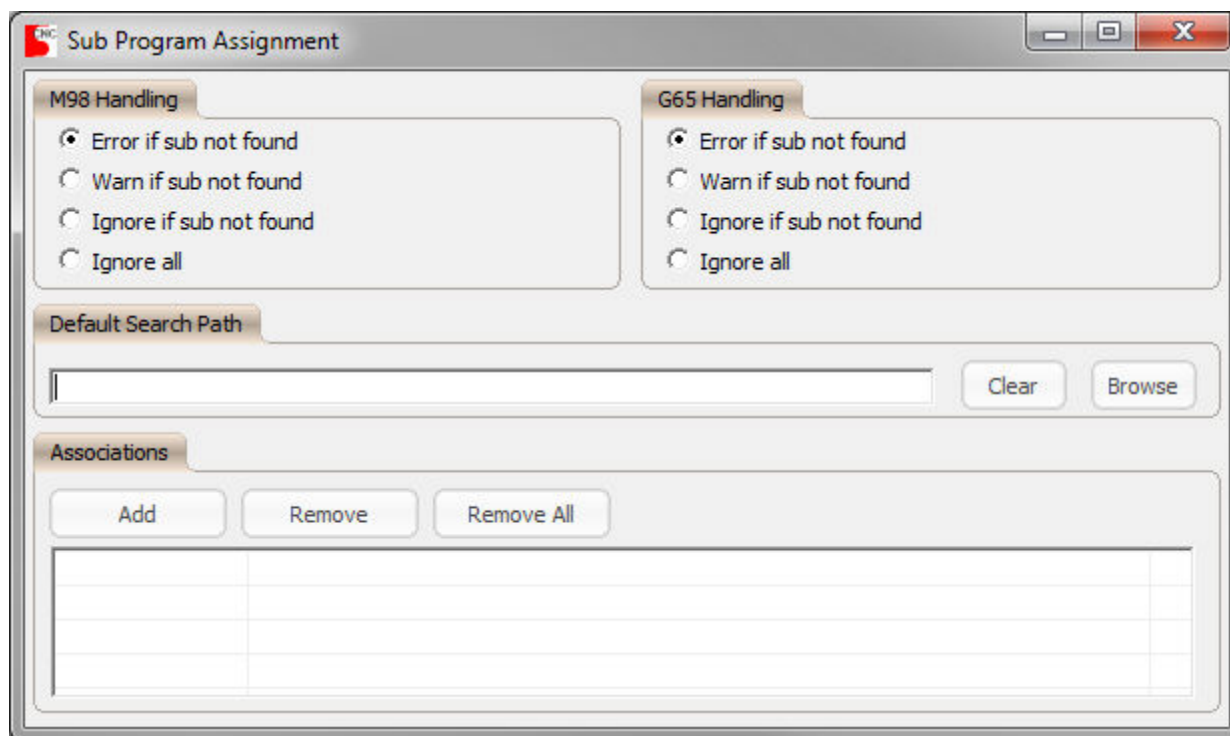 CNC Sub Program Assignment
M98 Handling
Error if sub not found
Warn if sub not found
Ignore if sub not found
Ignore all
G65 Handling
Error if sub not found
Warn if sub not found
Ignore if sub not found
Ignore all
Default Search Path
Clear Browse
Associations
Add Remove Remove All